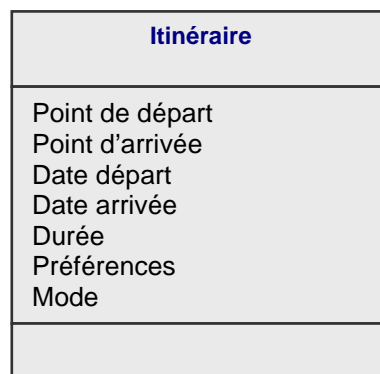 Itinéraire
Point de départ
Point d'arrivée
Date départ
Date arrivée
Durée
Préférences
Mode